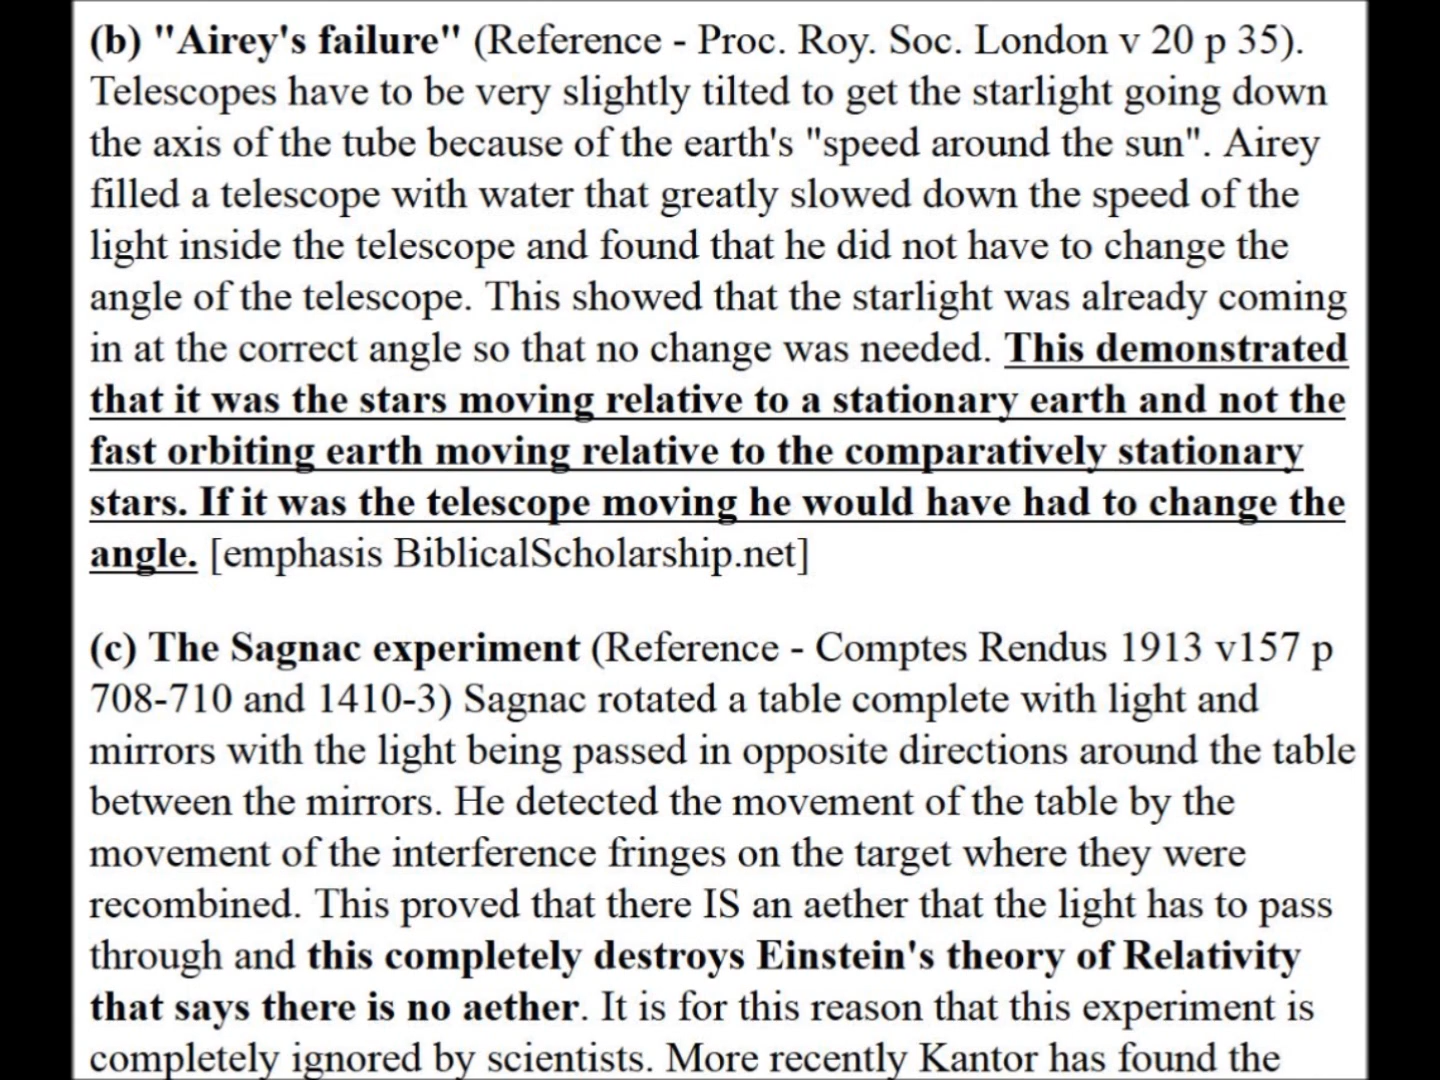 (b) "Airey's failure" (Reference - Proc. Roy. Soc. London v 20 p 35).
Telescopes have to be very slightly tilted to get the starlight going down
the axis of the tube because of the earth's "speed around the sun". Airey
filled a telescope with water that greatly slowed down the speed of the
light inside the telescope and found that he did not have to change the
angle of the telescope. This showed that the starlight was already coming
in at the correct angle so that no change was needed. This demonstrated
that it was the stars moving relative to a stationary earth and not the
fast orbiting earth moving relative to the comparatively stationary
stars. If it was the telescope moving he would have had to change the
angle. [emphasis BiblicalScholarship.net]
(c) The Sagnac experiment (Reference - Comptes Rendus 1913 v157 p
708-710 and 1410-3) Sagnac rotated a table complete with light and
mirrors with the light being passed in opposite directions around the table
between the mirrors. He detected the movement of the table by the
movement of the interference fringes on the target where they were
recombined. This proved that there IS an aether that the light has to pass
through and this completely destroys Einstein's theory of Relativity
that says there is no aether. It is for this reason that this experiment is
completely ignored by scientists. More recently Kantor has found the